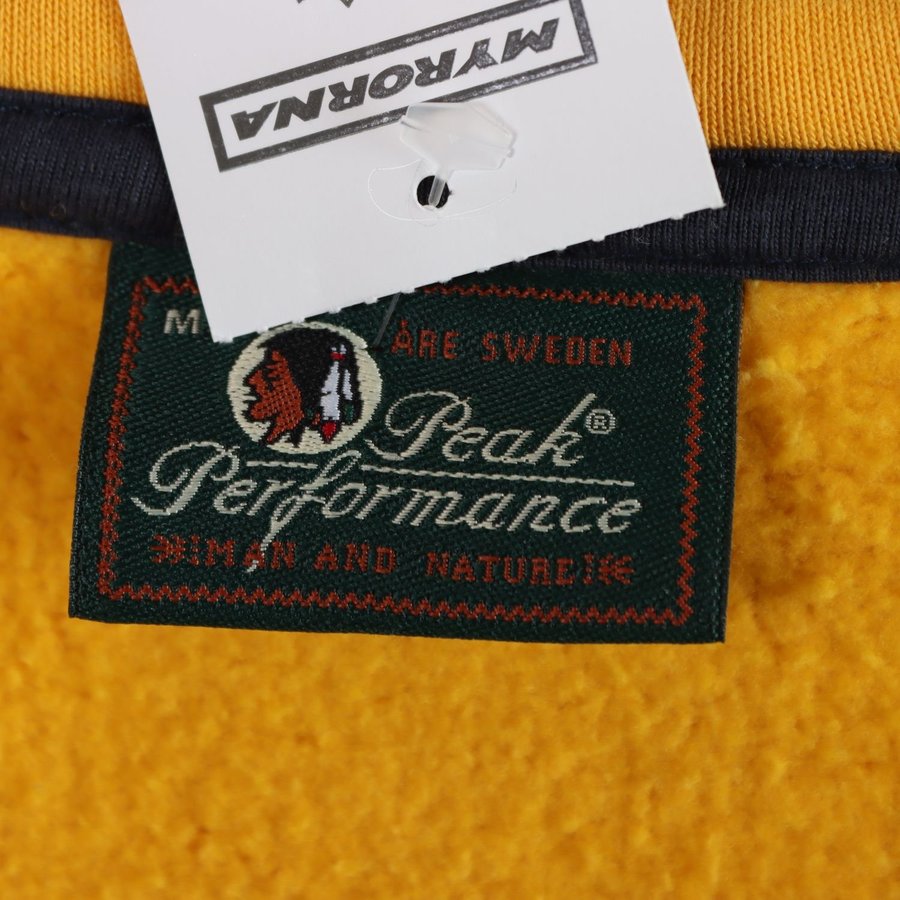 MYRORNA
M
ÅRE SWEDEN
Peak®
Performance
MAN AND NATURE